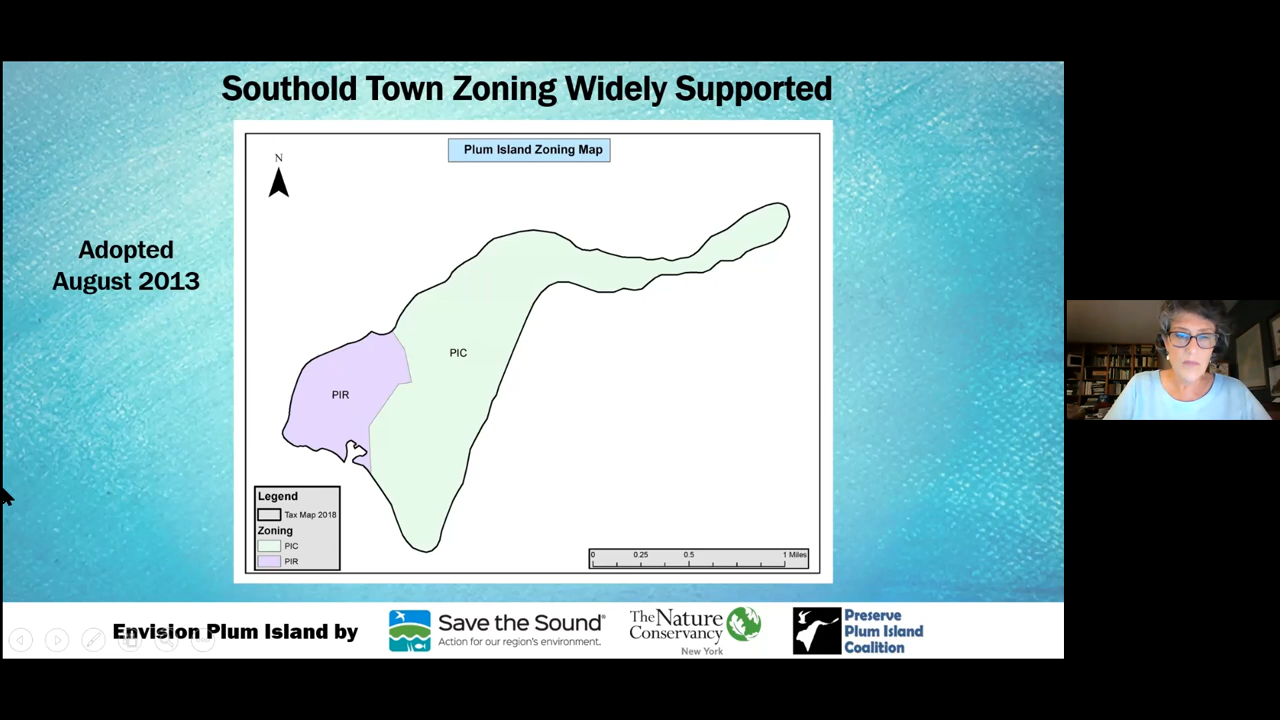 Southold Town Zoning Widely Supported
Plum Island Zoning Map
N
Adopted
August 2013
PIC
PIR
Legend
Tax Map 2018
Zoning
PIC
PIR
0 0.25 0.5 1 Miles
Envision Plum Island by
Save the Sound®
Action for our region's environment.
The Nature
Conservancy
New York
Preserve
Plum Island
Coalition